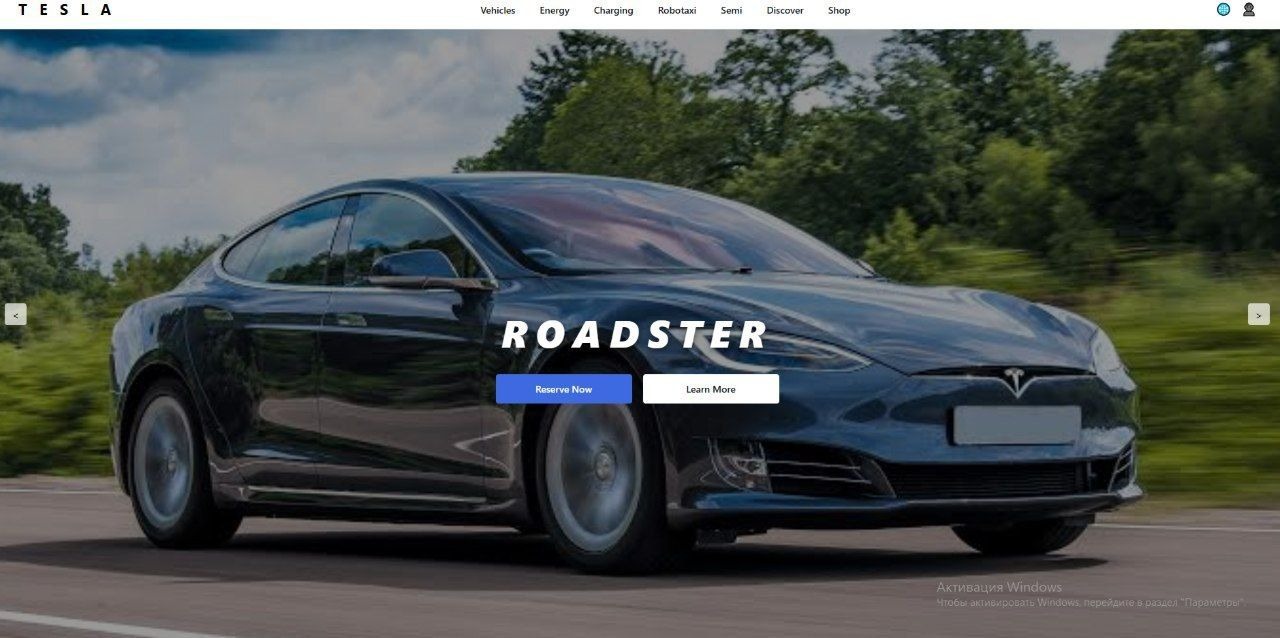 TESLA
Vehicles Energy Charging Robotaxi Semi Discover Shop
< >
ROADSTER
Reserve Now Learn More
Активация Windows
Чтобы активировать Windows, перейдите в раздел "Параметры".